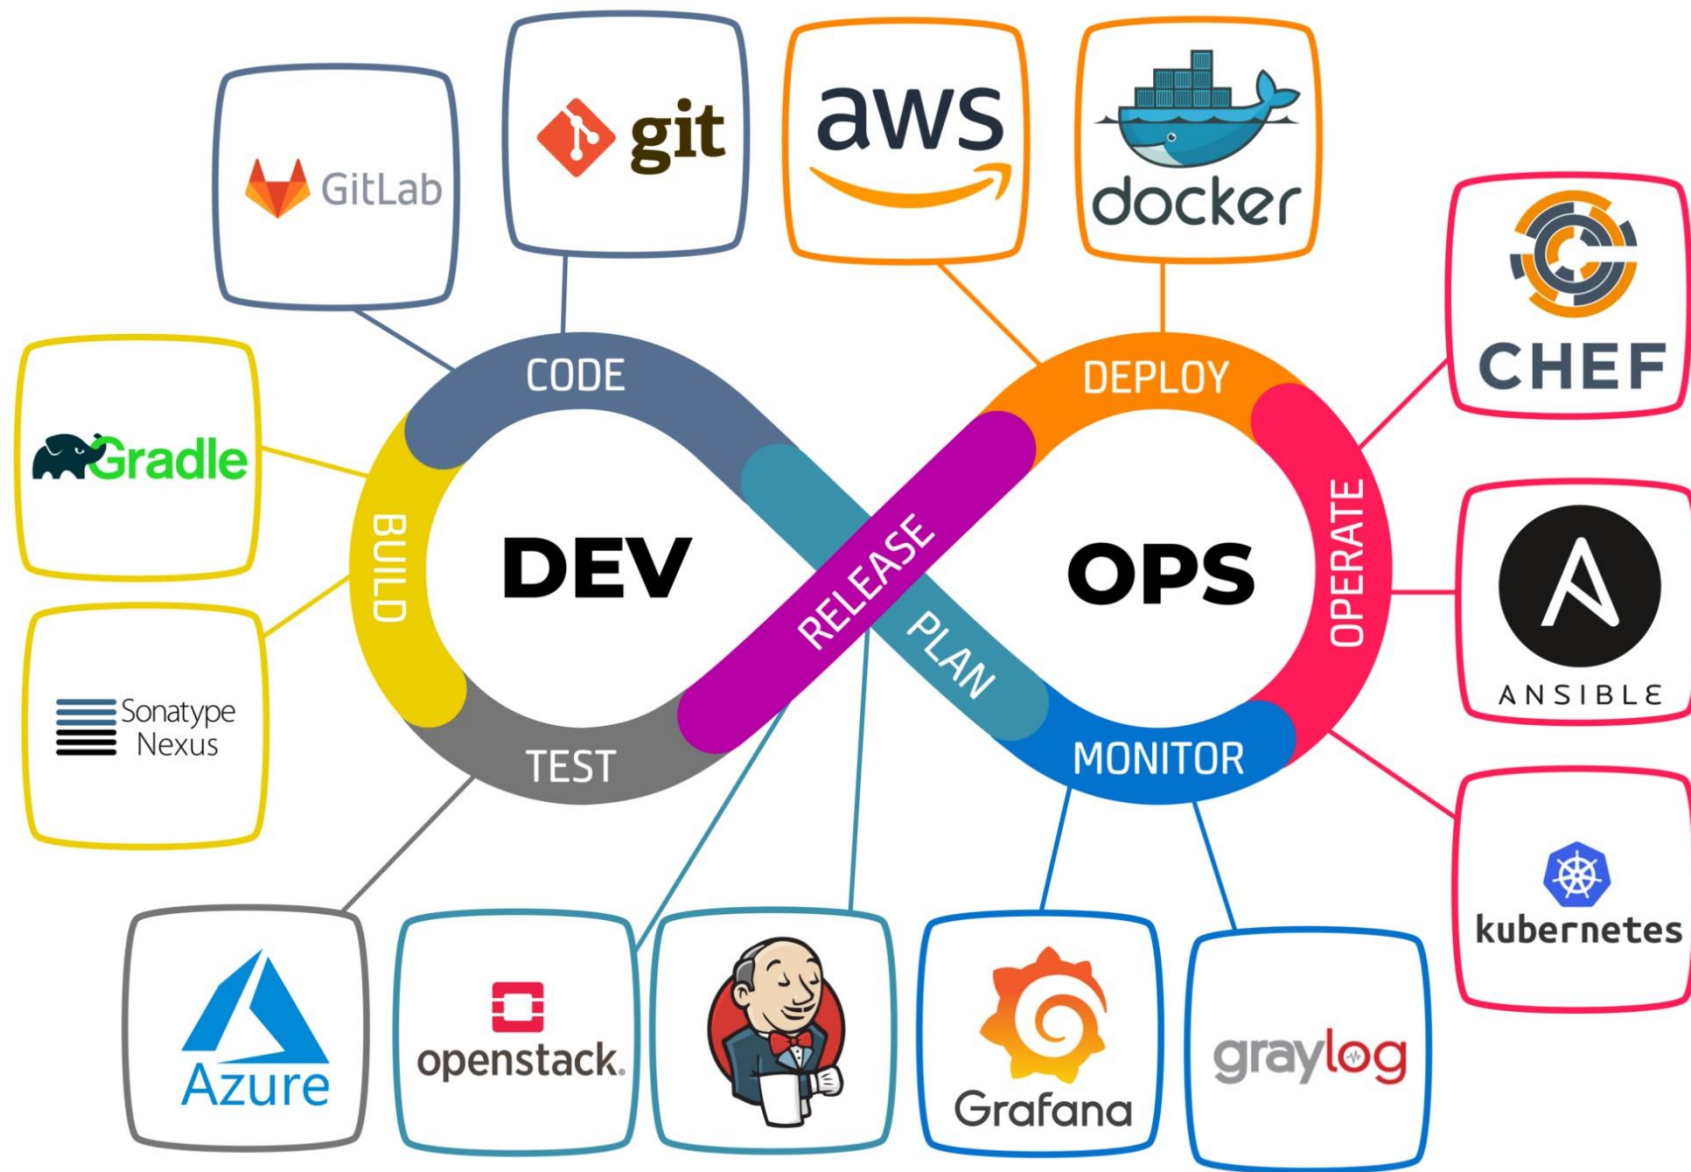 GitLab
git
aws
docker
CHEF
Gradle
CODE
DEPLOY
BUILD
DEV
RELEASE
OPS
OPERATE
ANSIBLE
Sonatype
Nexus
PLAN
TEST
MONITOR
kubernetes
Azure
openstack.
Grafana
graylog